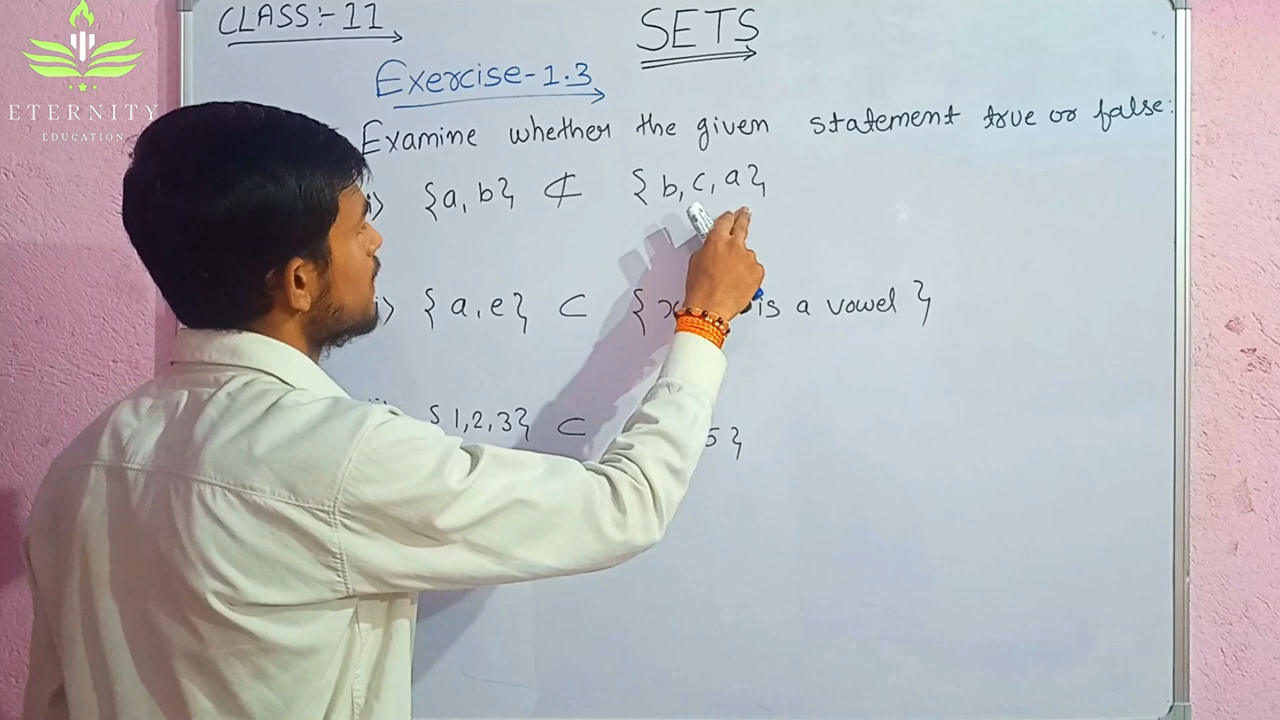 CLASS:- 11
SETS
ETERNITY
EDUCATION
Exercise-1.3
Examine whether the given statement true or false:
i) {a, b} ⊄ {b, c, a}
) {a, e} ⊂ {x is a vowel}
{1, 2, 3} ⊂ 5}